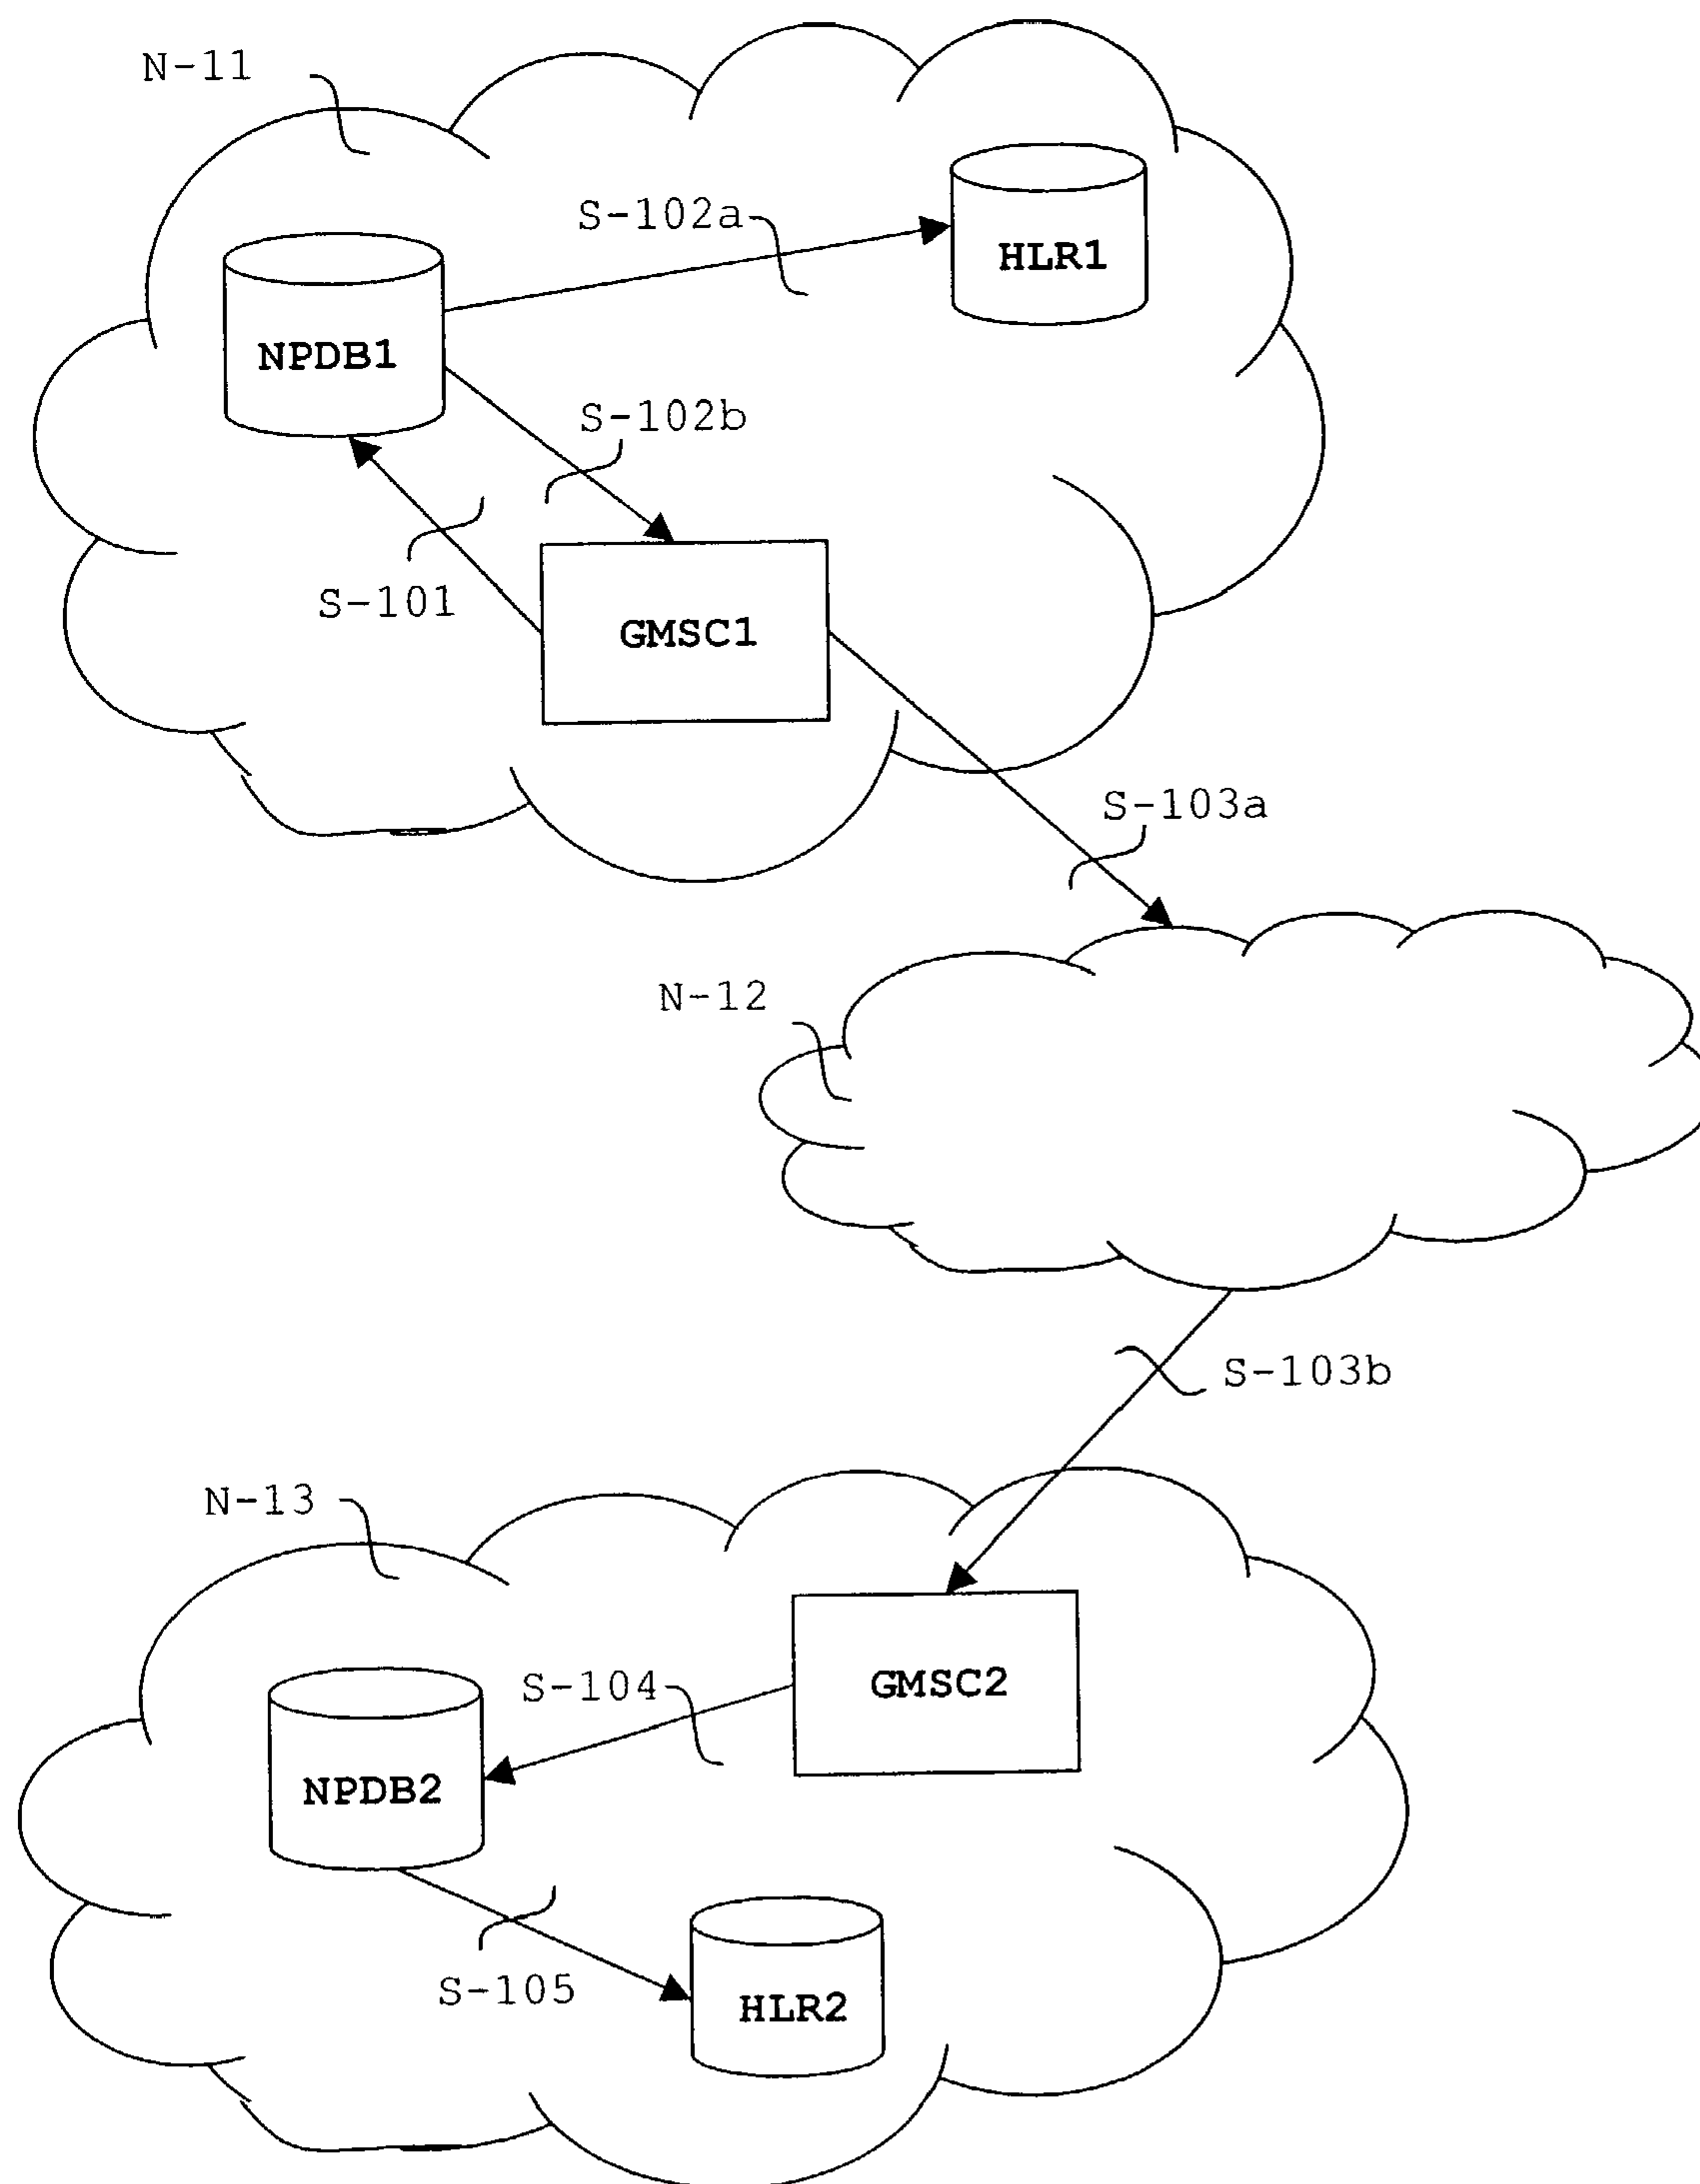 N-11
S-102a
HLR1
NPDB1
S-102b
S-101
GMSC1
S-103a
N-12
S-103b
N-13
S-104
GMSC2
NPDB2
S-105
HLR2